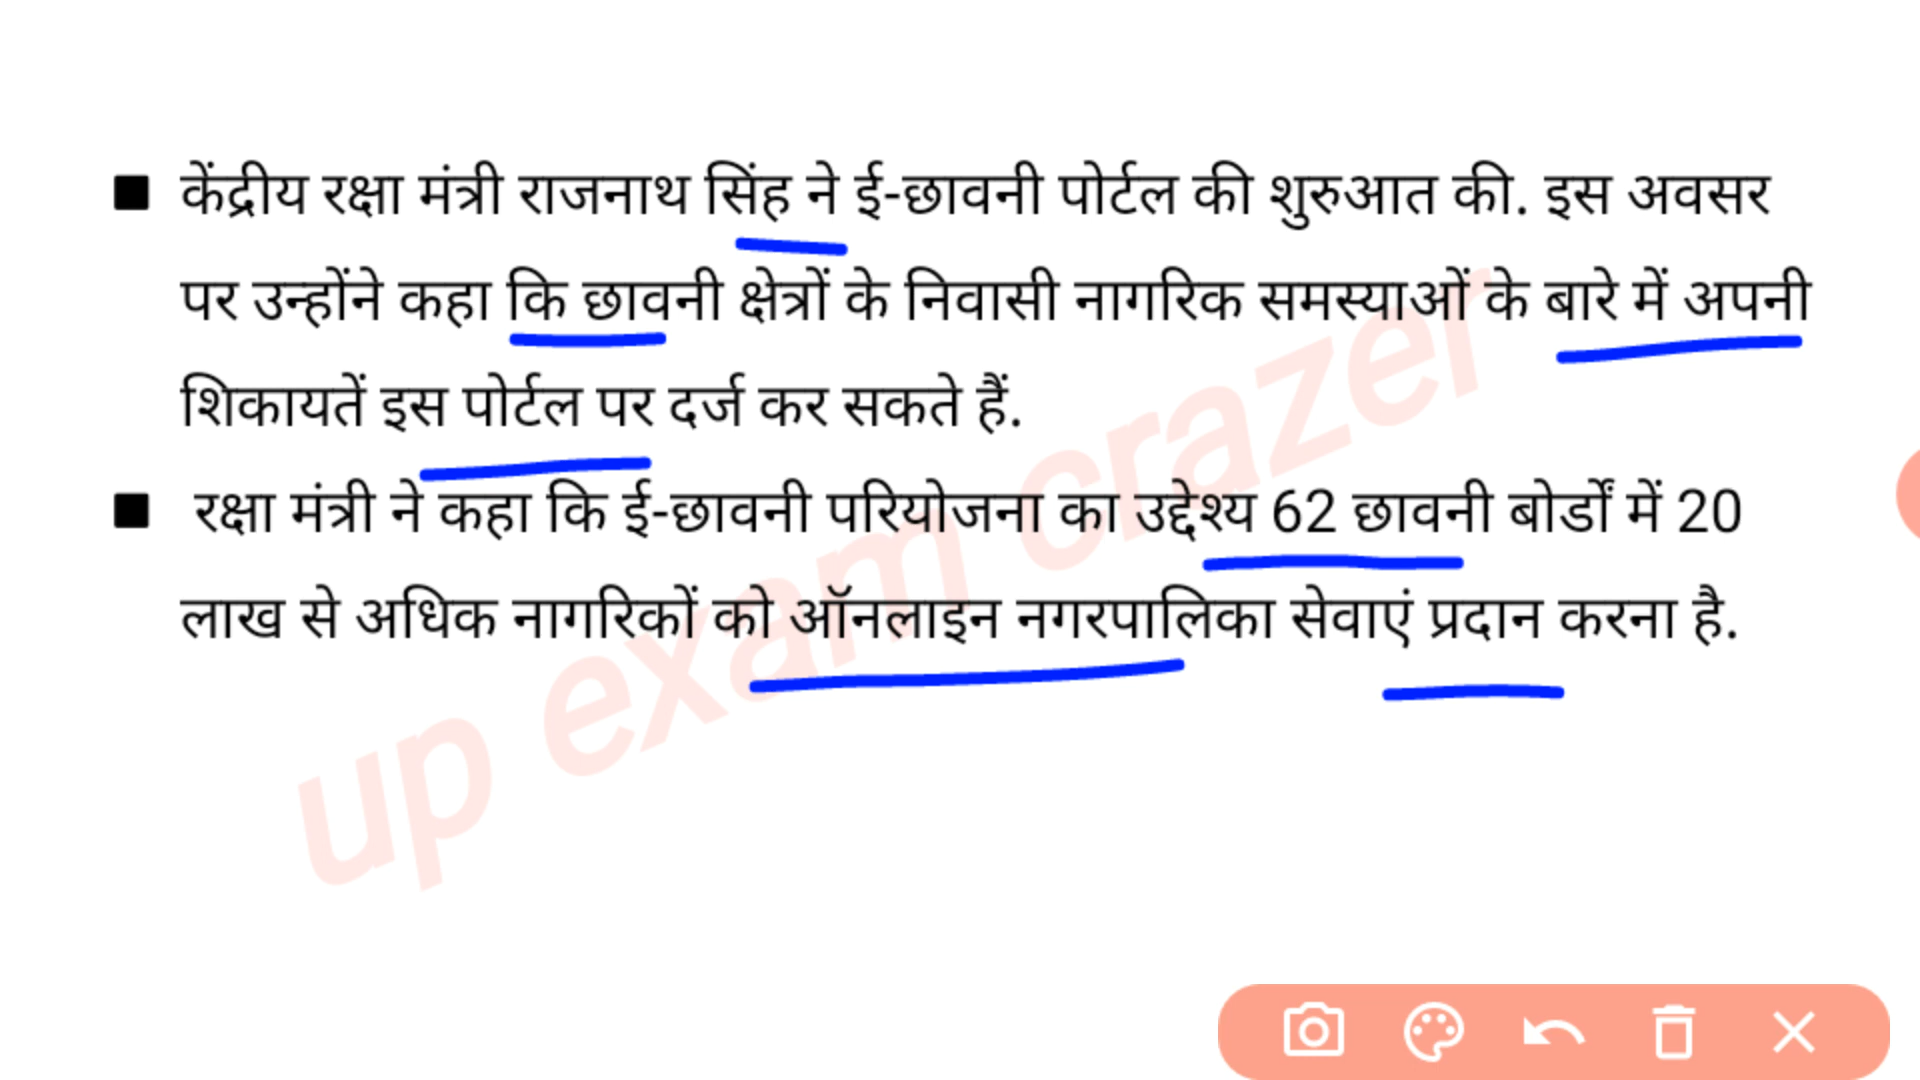 ■ केंद्रीय रक्षा मंत्री राजनाथ सिंह ने ई-छावनी पोर्टल की शुरुआत की. इस अवसर
पर उन्होंने कहा कि छावनी क्षेत्रों के निवासी नागरिक समस्याओं के बारे में अपनी
शिकायतें इस पोर्टल पर दर्ज कर सकते हैं.
■ रक्षा मंत्री ने कहा कि ई-छावनी परियोजना का उद्देश्य 62 छावनी बोर्डों में 20
लाख से अधिक नागरिकों को ऑनलाइन नगरपालिका सेवाएं प्रदान करना है.
up exam crazer